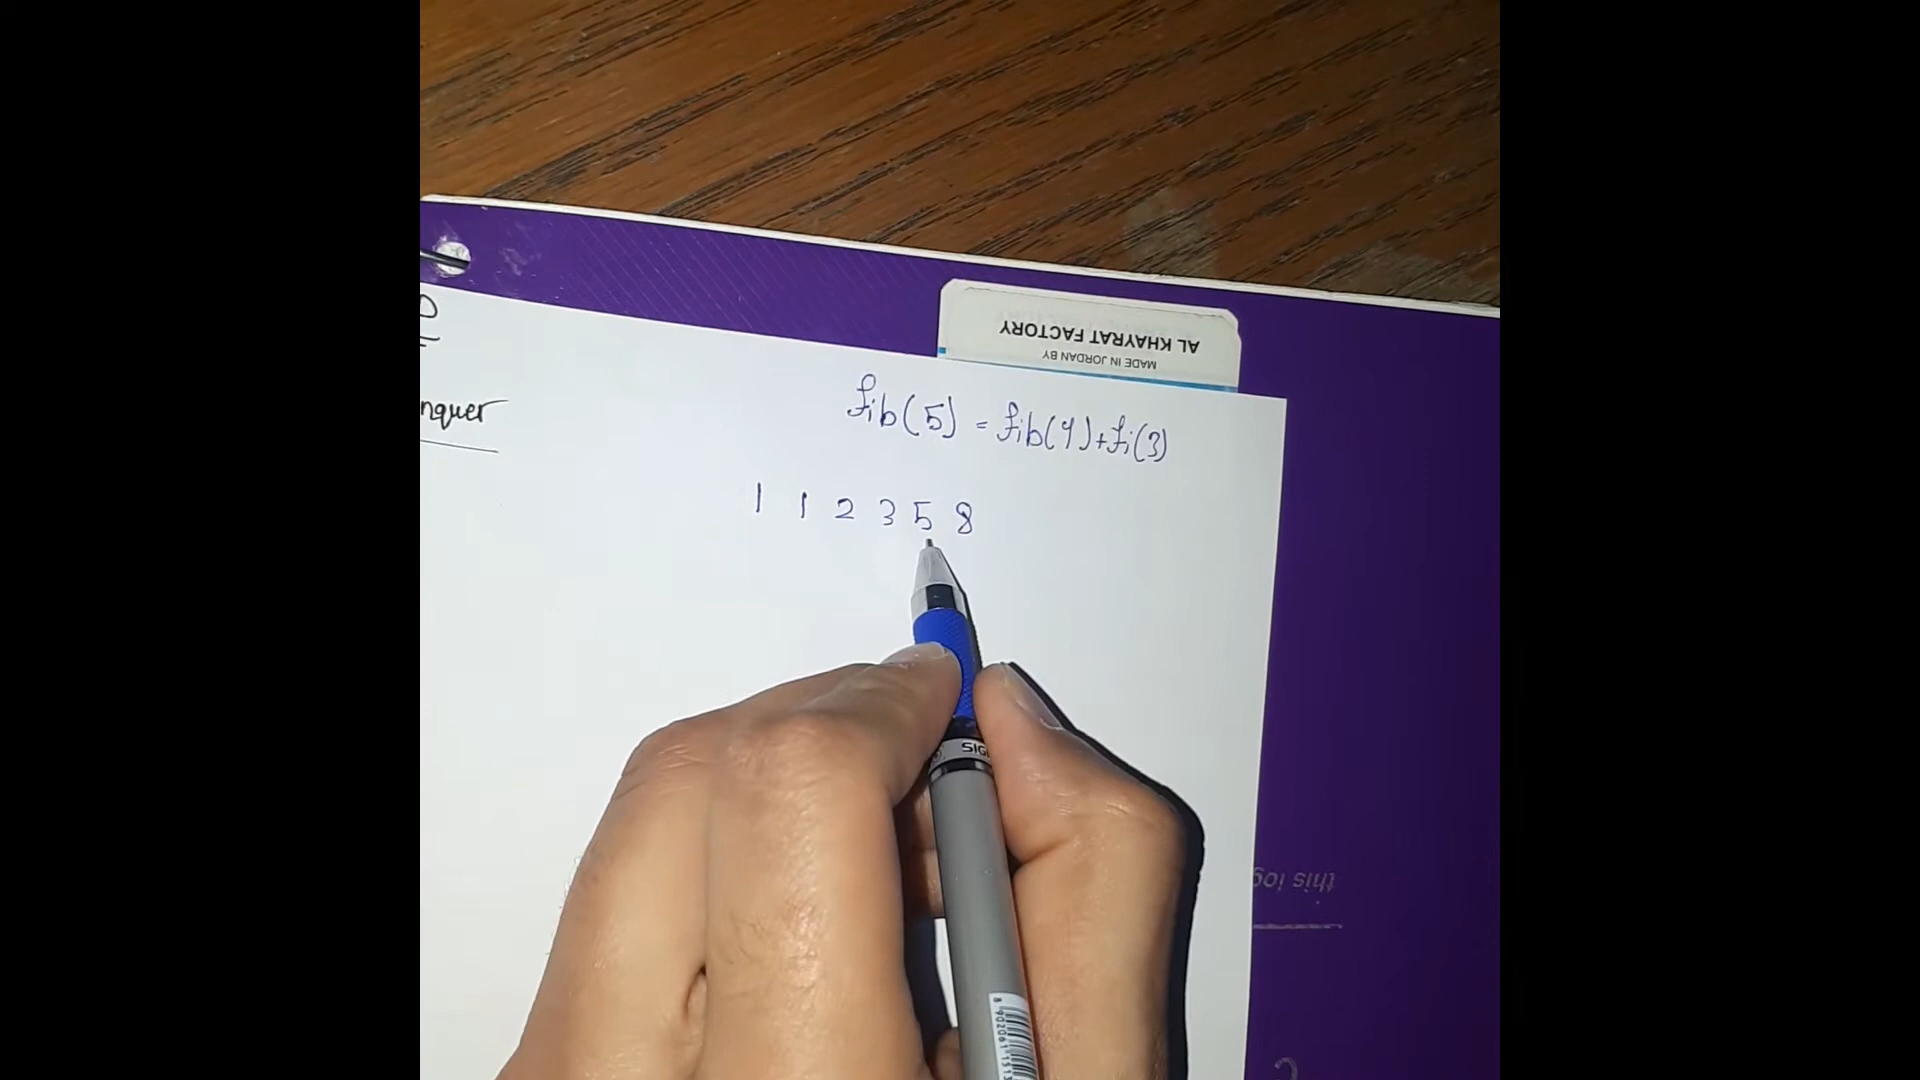 AL KHAYRAT FACTORY
MADE IN JORDAN BY
nquer
fib(5) = fib(4)+fi(3)
1 1 2 3 5 8
SIG
this log